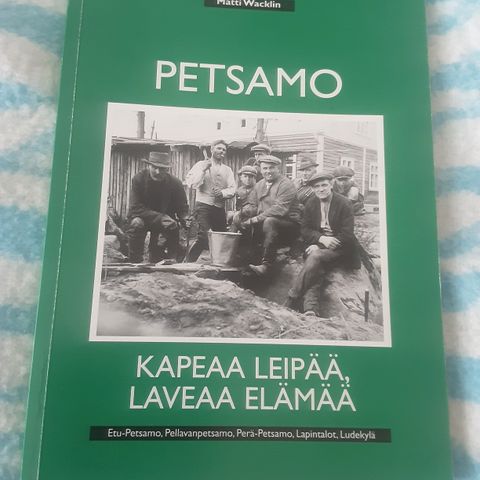 Matti Wacklin
PETSAMO
KAPEAA LEIPÄÄ,
LAVEAA ELÄMÄÄ
Etu-Petsamo, Pellavanpetsamo, Perä-Petsamo, Lapintalot, Ludekylä